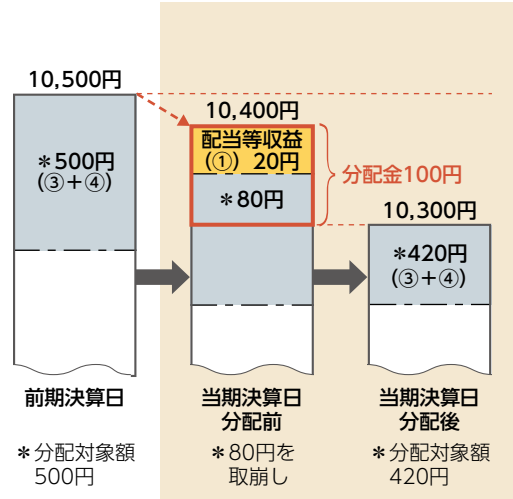 10,500円
*500円
(③+④)
前期決算日
*分配対象額
500円
10,400円
配当等収益
(①) 20円
*80円
分配金100円
当期決算日
分配前
*80円を
取崩し
10,300円
*420円
(③+④)
当期決算日
分配後
*分配対象額
420円